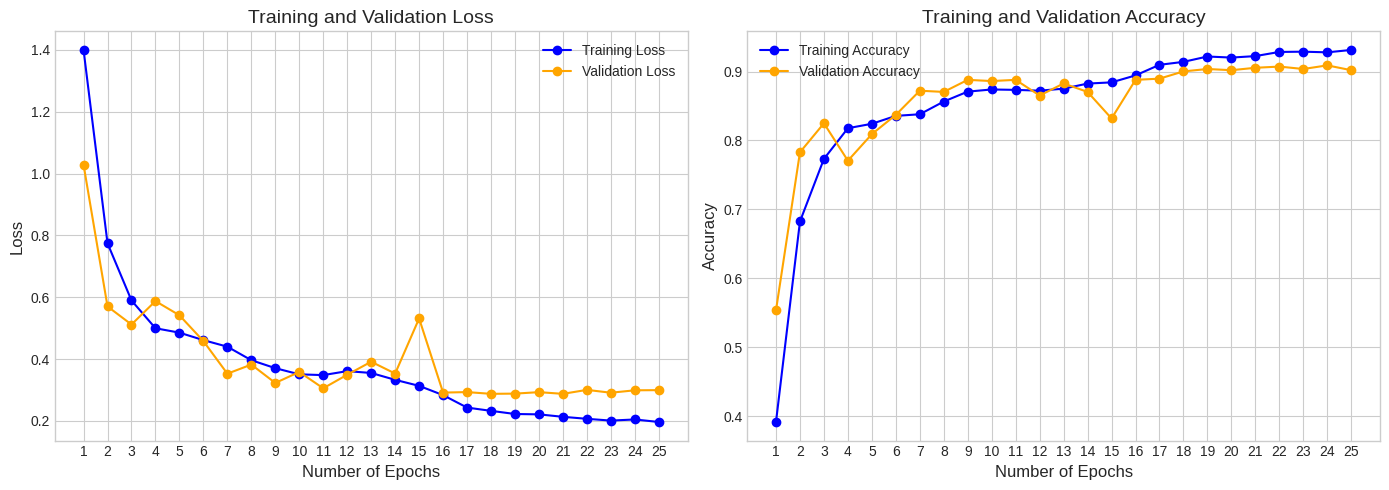 Training and Validation Loss
Training Loss
Validation Loss
Loss
1.4
1.2
1.0
0.8
0.6
0.4
0.2
1 2 3 4 5 6 7 8 9 10 11 12 13 14 15 16 17 18 19 20 21 22 23 24 25
Number of Epochs
Training and Validation Accuracy
Training Accuracy
Validation Accuracy
Accuracy
0.9
0.8
0.7
0.6
0.5
0.4
1 2 3 4 5 6 7 8 9 10 11 12 13 14 15 16 17 18 19 20 21 22 23 24 25
Number of Epochs